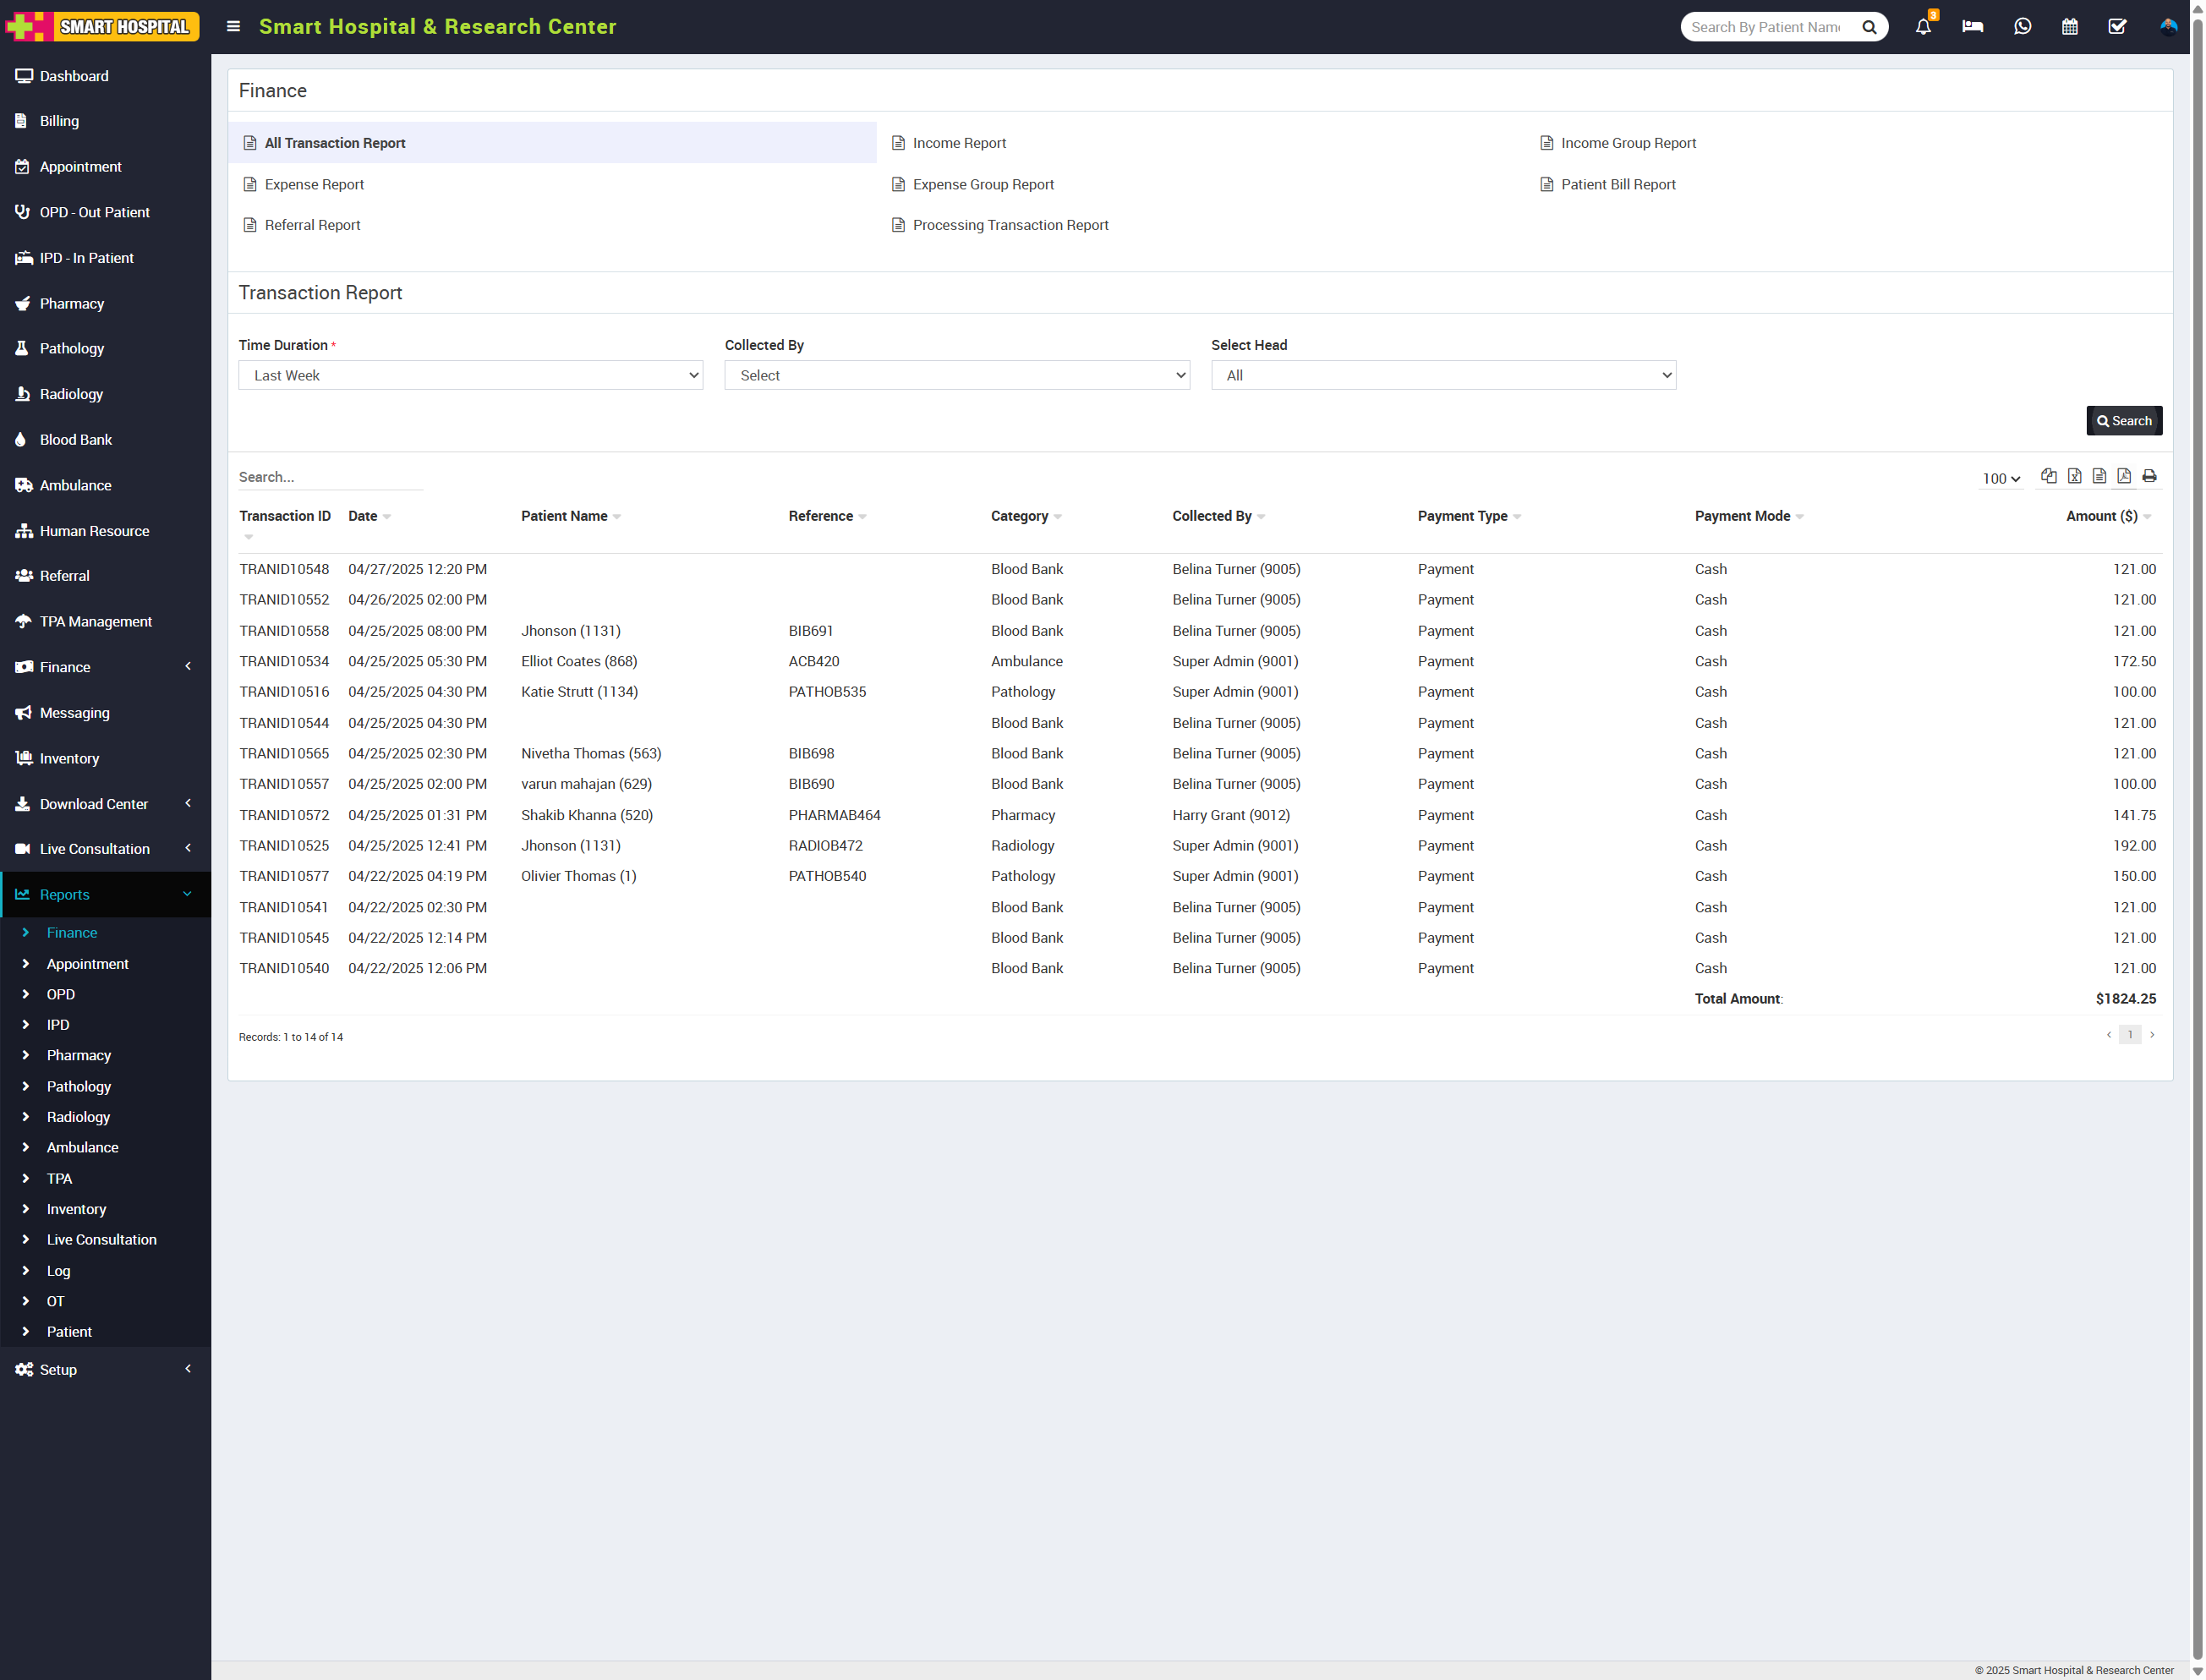 SMART HOSPITAL
Smart Hospital & Research Center
Search By Patient Name
3
Dashboard
Billing
Appointment
OPD - Out Patient
IPD - In Patient
Pharmacy
Pathology
Radiology
Blood Bank
Ambulance
Human Resource
Referral
TPA Management
Finance
Messaging
Inventory
Download Center
Live Consultation
Reports
Finance
Appointment
OPD
IPD
Pharmacy
Pathology
Radiology
Ambulance
TPA
Inventory
Live Consultation
Log
OT
Patient
Setup
Finance
All Transaction Report Income Report Income Group Report
Expense Report Expense Group Report Patient Bill Report
Referral Report Processing Transaction Report
Transaction Report
Time Duration * Collected By Select Head
Last Week Select All
Search
Search... 100
Transaction ID Date Patient Name Reference Category Collected By Payment Type Payment Mode Amount ($)
TRANID10548 04/27/2025 12:20 PM Blood Bank Belina Turner (9005) Payment Cash 121.00
TRANID10552 04/26/2025 02:00 PM Blood Bank Belina Turner (9005) Payment Cash 121.00
TRANID10558 04/25/2025 08:00 PM Jhonson (1131) BIB691 Blood Bank Belina Turner (9005) Payment Cash 121.00
TRANID10534 04/25/2025 05:30 PM Elliot Coates (868) ACB420 Ambulance Super Admin (9001) Payment Cash 172.50
TRANID10516 04/25/2025 04:30 PM Katie Strutt (1134) PATHOB535 Pathology Super Admin (9001) Payment Cash 100.00
TRANID10544 04/25/2025 04:30 PM Blood Bank Belina Turner (9005) Payment Cash 121.00
TRANID10565 04/25/2025 02:30 PM Nivetha Thomas (563) BIB698 Blood Bank Belina Turner (9005) Payment Cash 121.00
TRANID10557 04/25/2025 02:00 PM varun mahajan (629) BIB690 Blood Bank Belina Turner (9005) Payment Cash 100.00
TRANID10572 04/25/2025 01:31 PM Shakib Khanna (520) PHARMAB464 Pharmacy Harry Grant (9012) Payment Cash 141.75
TRANID10525 04/25/2025 12:41 PM Jhonson (1131) RADIOB472 Radiology Super Admin (9001) Payment Cash 192.00
TRANID10577 04/22/2025 04:19 PM Olivier Thomas (1) PATHOB540 Pathology Super Admin (9001) Payment Cash 150.00
TRANID10541 04/22/2025 02:30 PM Blood Bank Belina Turner (9005) Payment Cash 121.00
TRANID10545 04/22/2025 12:14 PM Blood Bank Belina Turner (9005) Payment Cash 121.00
TRANID10540 04/22/2025 12:06 PM Blood Bank Belina Turner (9005) Payment Cash 121.00
Total Amount: $1824.25
Records: 1 to 14 of 14 1
© 2025 Smart Hospital & Research Center